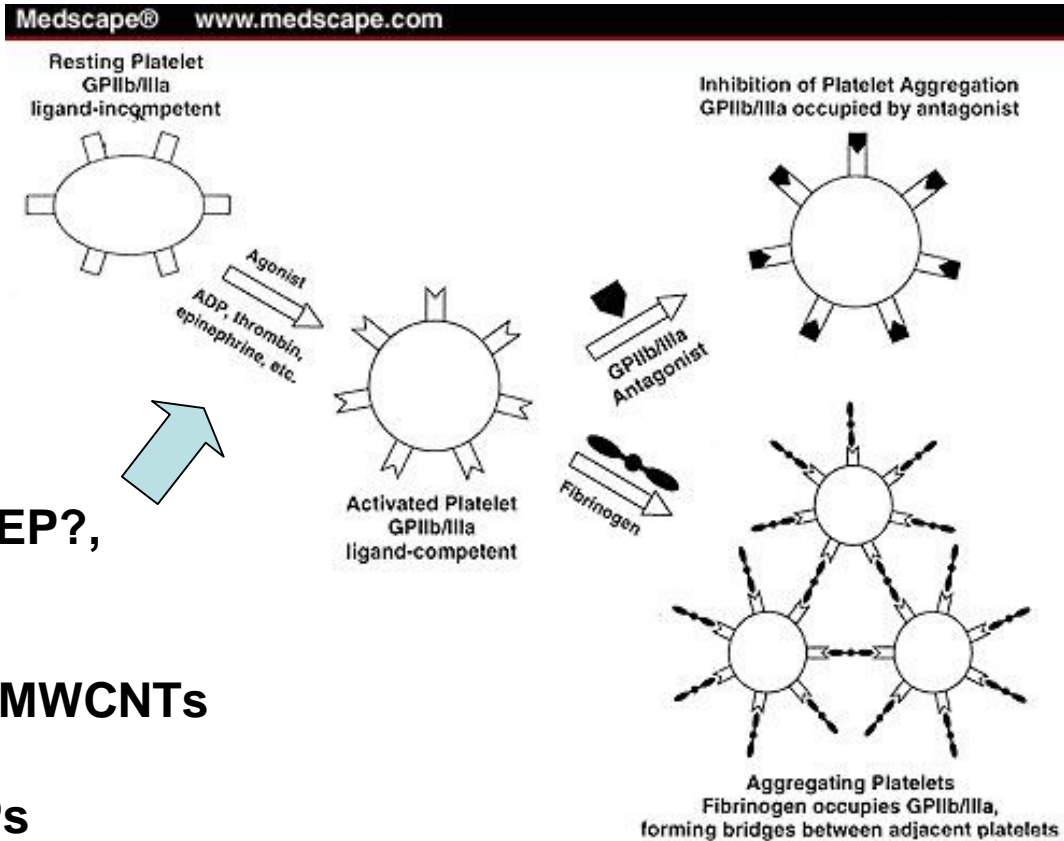 Medscape® www.medscape.com
Resting Platelet
GPIIb/IIIa
ligand-incompetent
Inhibition of Platelet Aggregation
GPIIb/IIIa occupied by antagonist
Agonist
ADP, thrombin,
epinephrine, etc.
GPIIb/IIIa
Antagonist
Fibrinogen
Activated Platelet
GPIIb/IIIa
ligand-competent
EP?,
MWCNTs
Aggregating Platelets
Fibrinogen occupies GPIIb/IIIa,
forming bridges between adjacent platelets